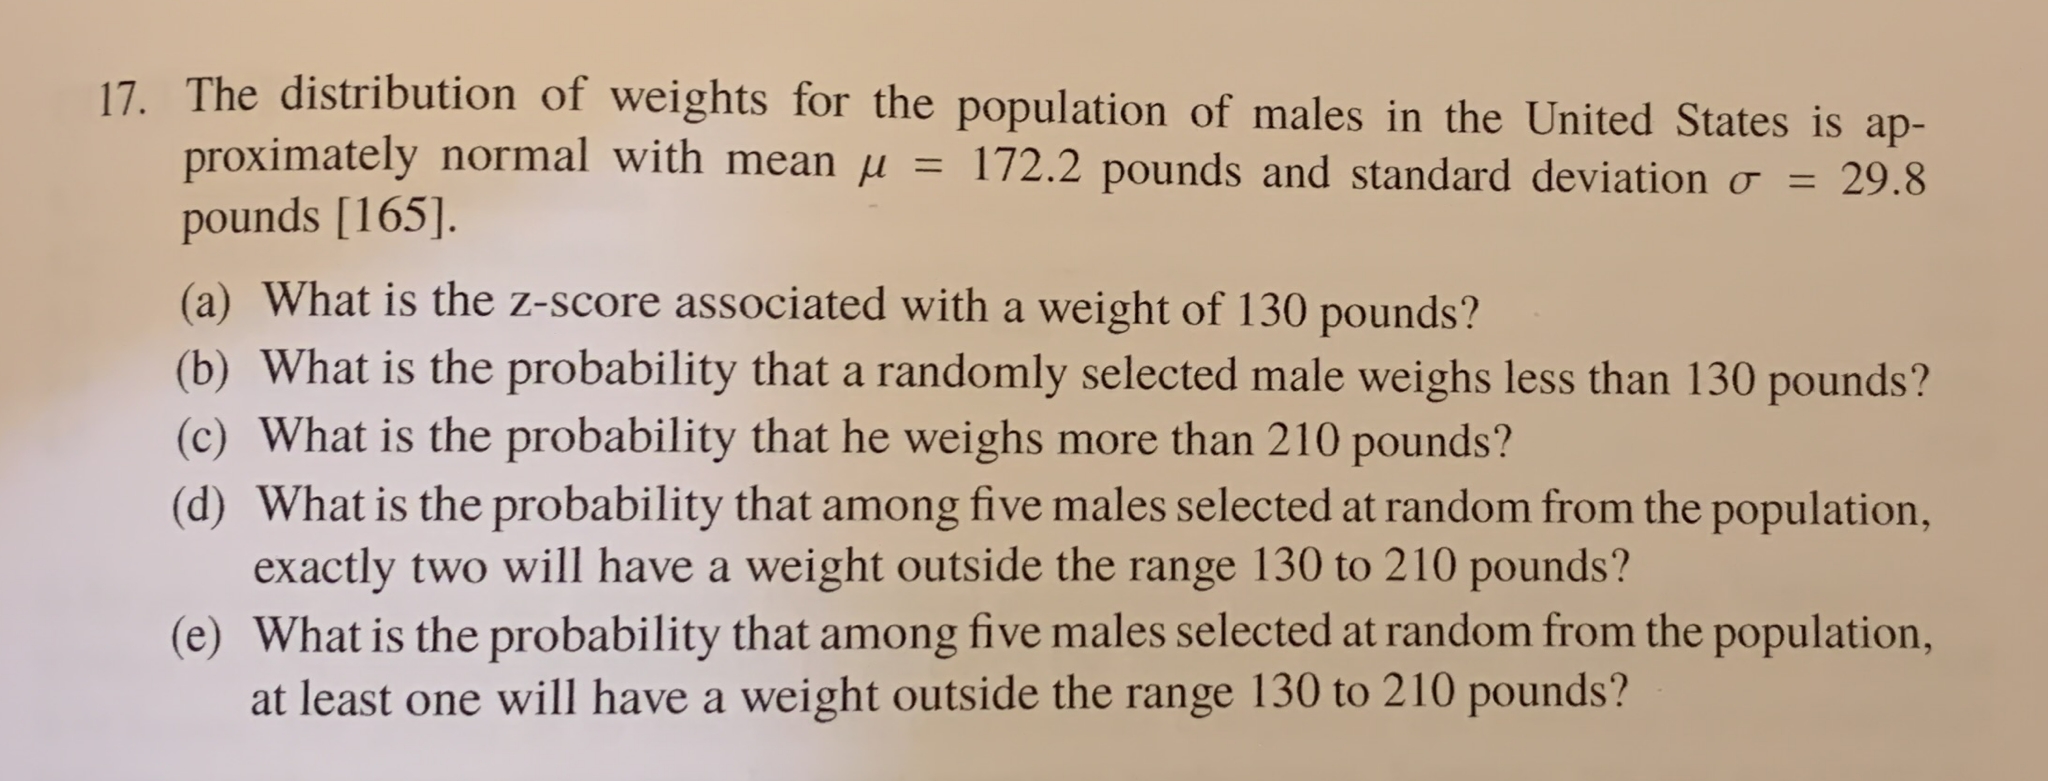 17. The distribution of weights for the population of males in the United States is ap-
proximately normal with mean μ = 172.2 pounds and standard deviation σ = 29.8
pounds [165].
(a) What is the z-score associated with a weight of 130 pounds?
(b) What is the probability that a randomly selected male weighs less than 130 pounds?
(c) What is the probability that he weighs more than 210 pounds?
(d) What is the probability that among five males selected at random from the population,
exactly two will have a weight outside the range 130 to 210 pounds?
(e) What is the probability that among five males selected at random from the population,
at least one will have a weight outside the range 130 to 210 pounds?